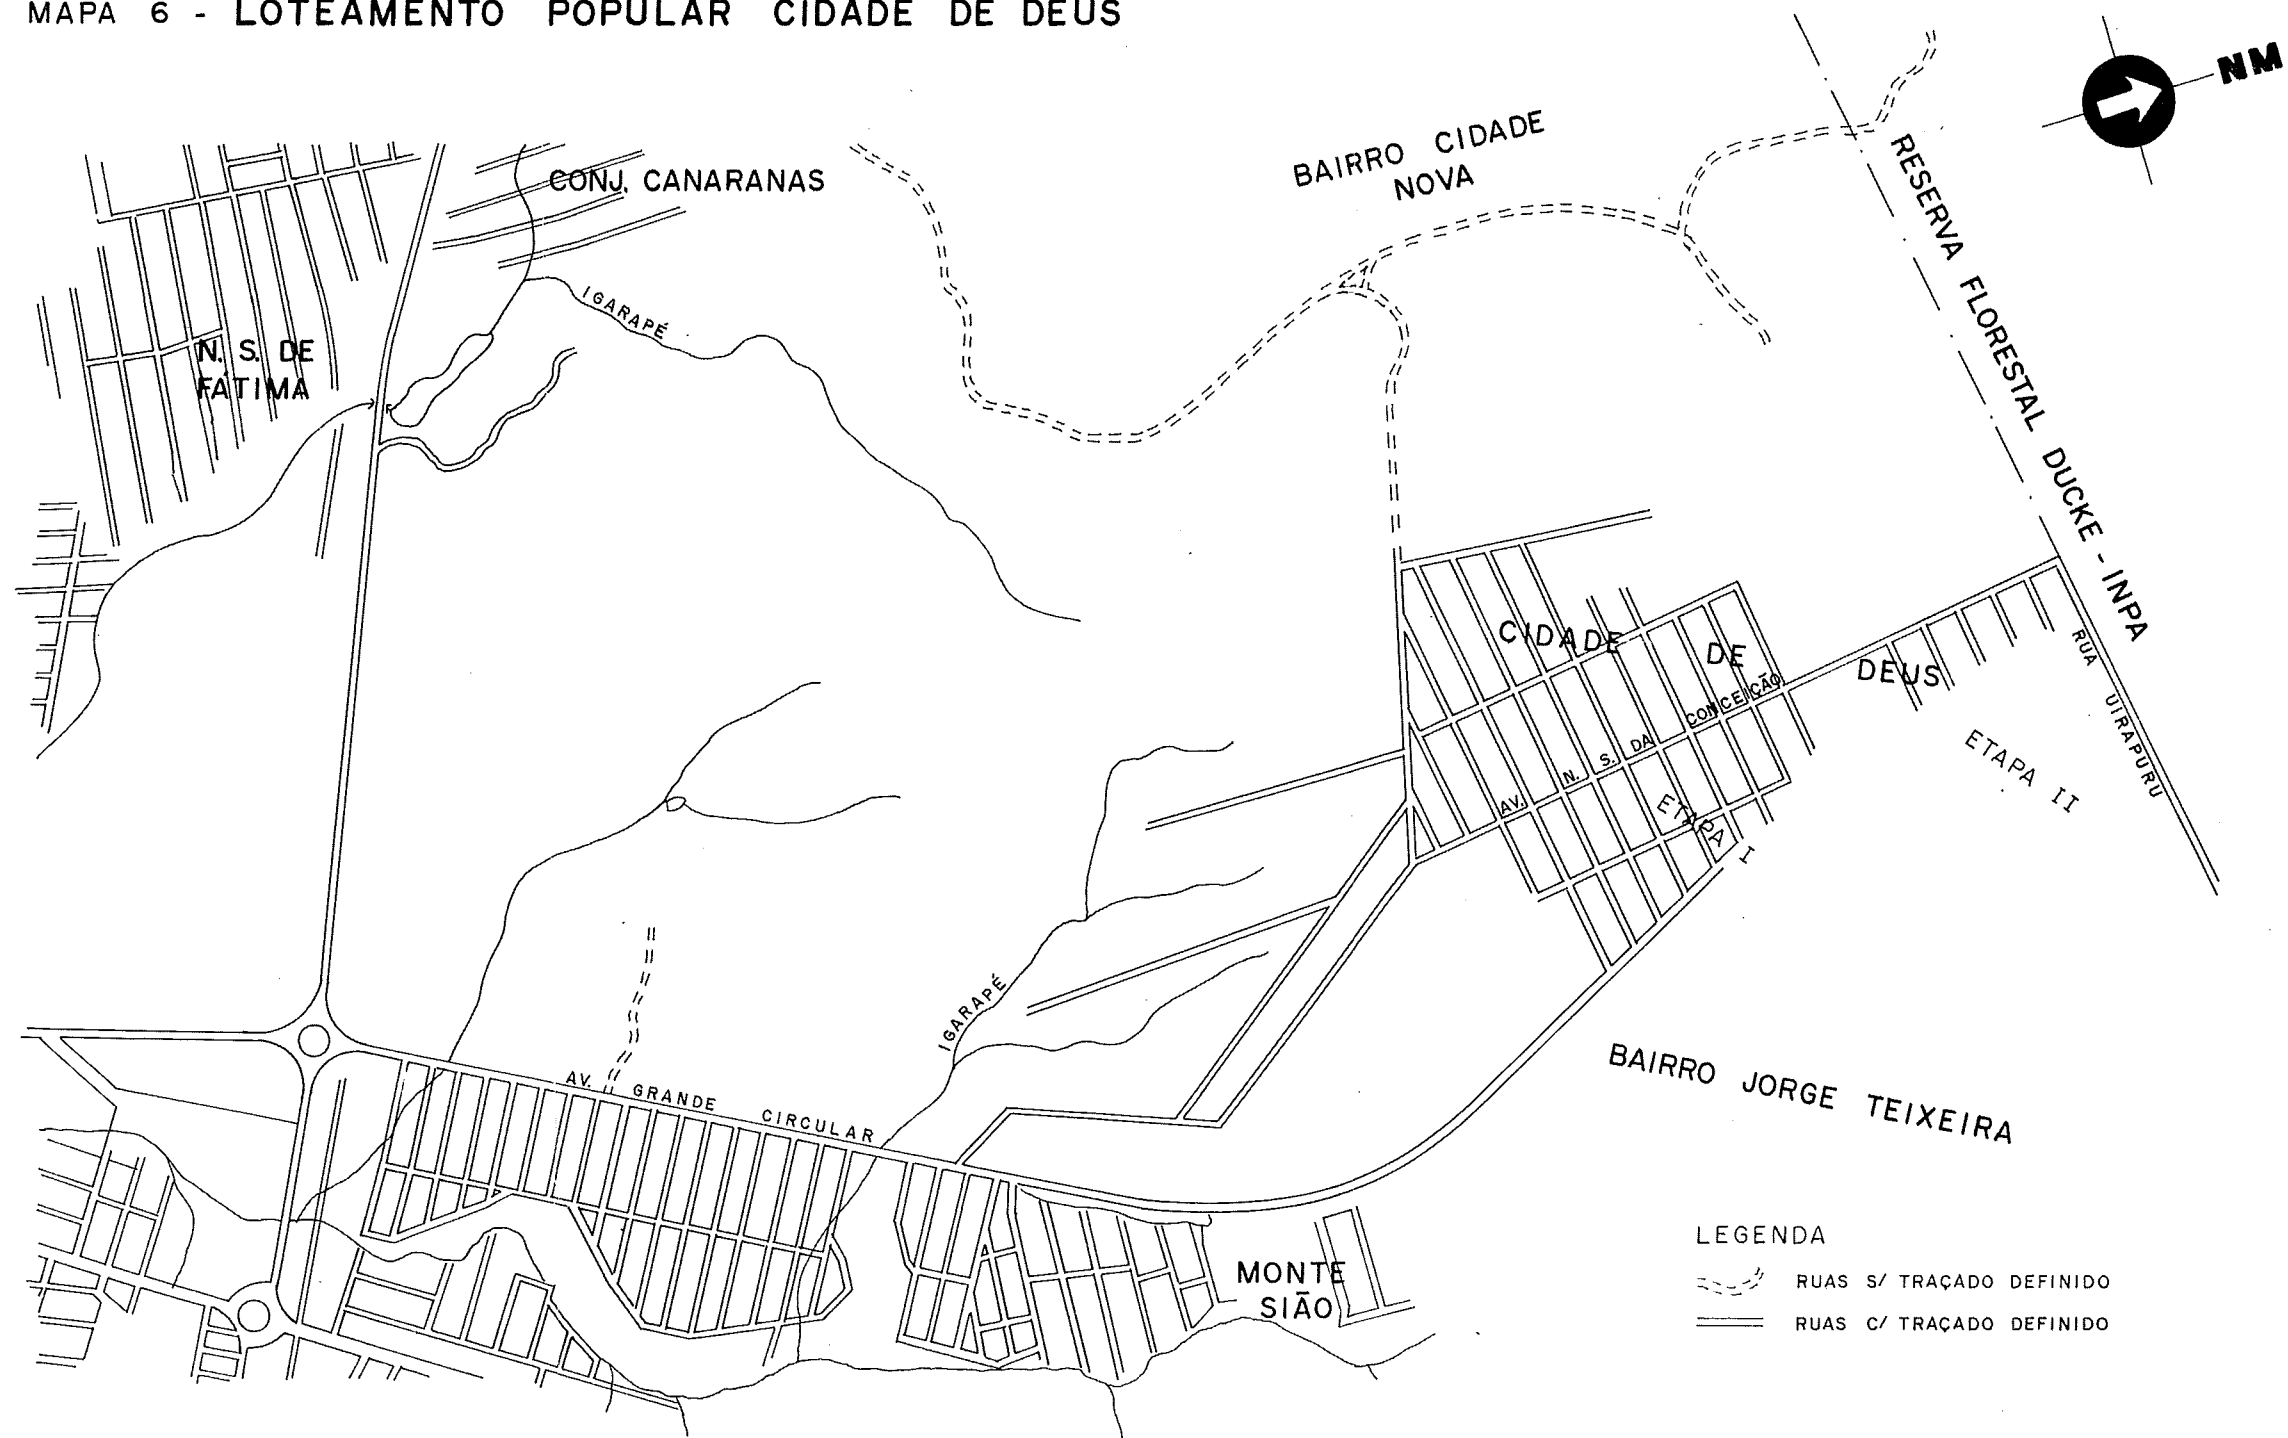 MAPA 6 - LOTEAMENTO POPULAR CIDADE DE DEUS
NM
BAIRRO CIDADE
NOVA
CONJ. CANARANAS
RESERVA FLORESTAL DUCKE - INPA
IGARAPÉ
N. S. DE
FÁTIMA
CIDADE DE DEUS
RUA UIRAPURU
AV. N. S. DA CONCEIÇÃO
ETAPA II
ETAPA I
IGARAPÉ
BAIRRO JORGE TEIXEIRA
AV. GRANDE CIRCULAR
MONTE
SIÃO
LEGENDA
RUAS S/ TRAÇADO DEFINIDO
RUAS C/ TRAÇADO DEFINIDO